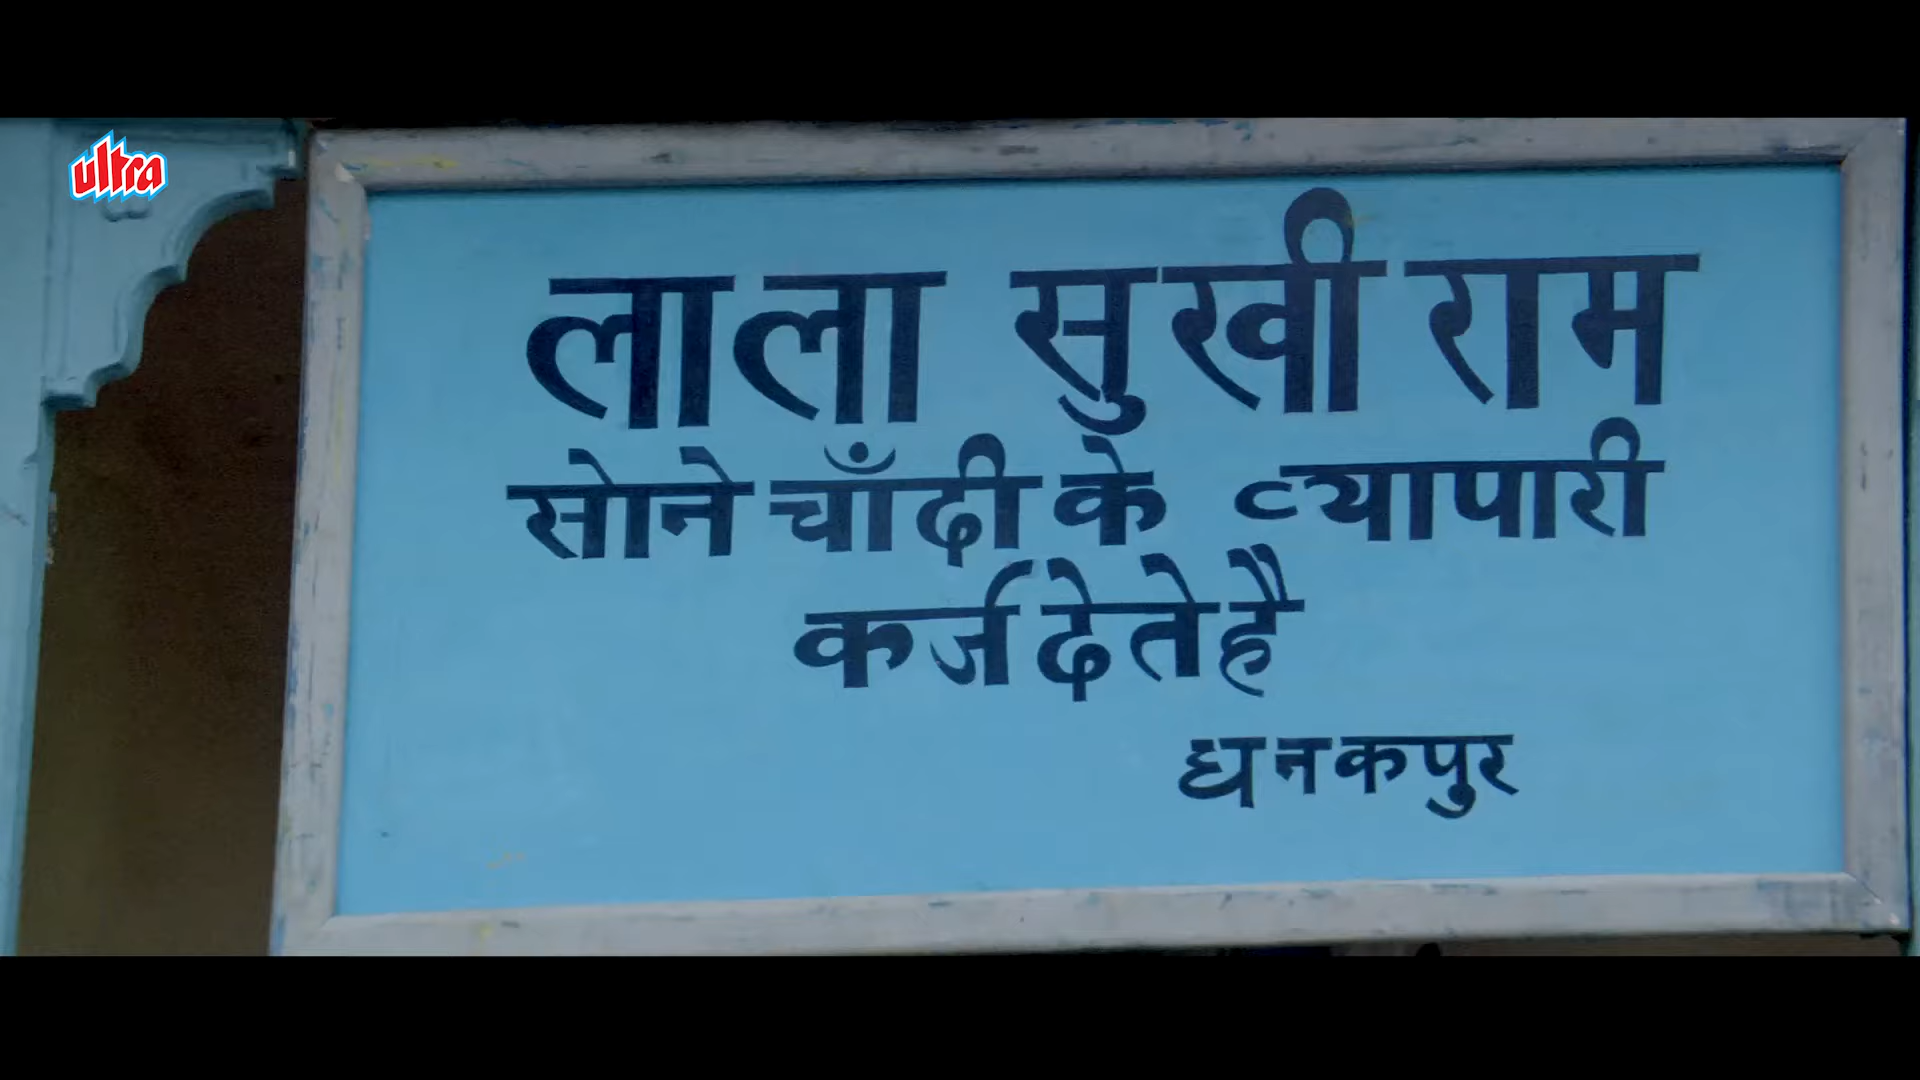 ultra
लाला सुखी राम
सोने चाँदी के व्यापारी
कर्ज देते है
धनकपुर